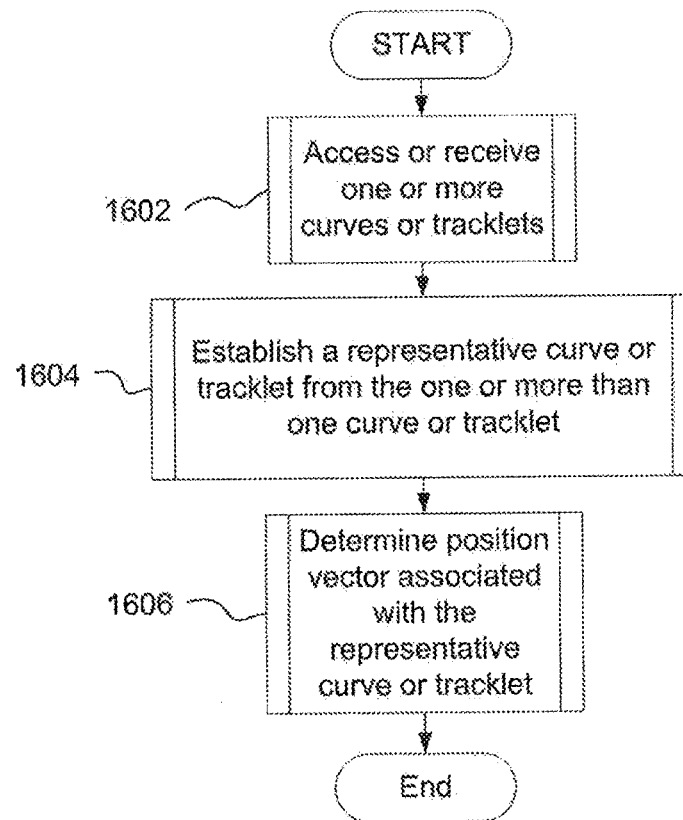 START
Access or receive
one or more
curves or tracklets
1602
Establish a representative curve or
tracklet from the one or more than
one curve or tracklet
1604
Determine position
vector associated
with the
representative
curve or tracklet
1606
End